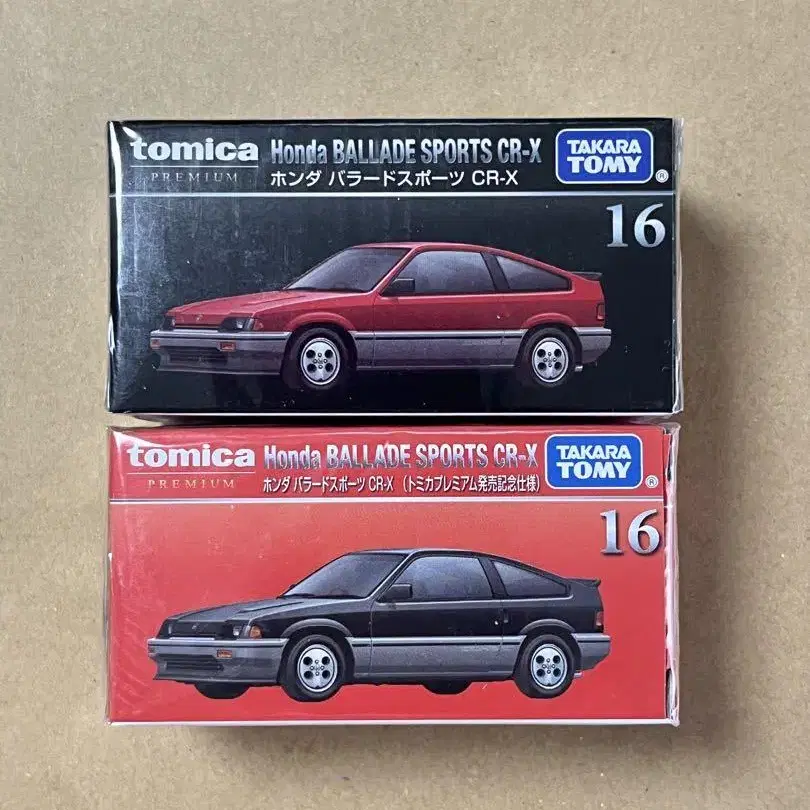 tomica
PREMIUM
Honda BALLADE SPORTS CR-X
ホンダ バラードスポーツ CR-X
TAKARA
TOMY
®
16
tomica
PREMIUM
Honda BALLADE SPORTS CR-X
ホンダ バラードスポーツ CR-X （トミカプレミアム発売記念仕様）
TAKARA
TOMY
®
16